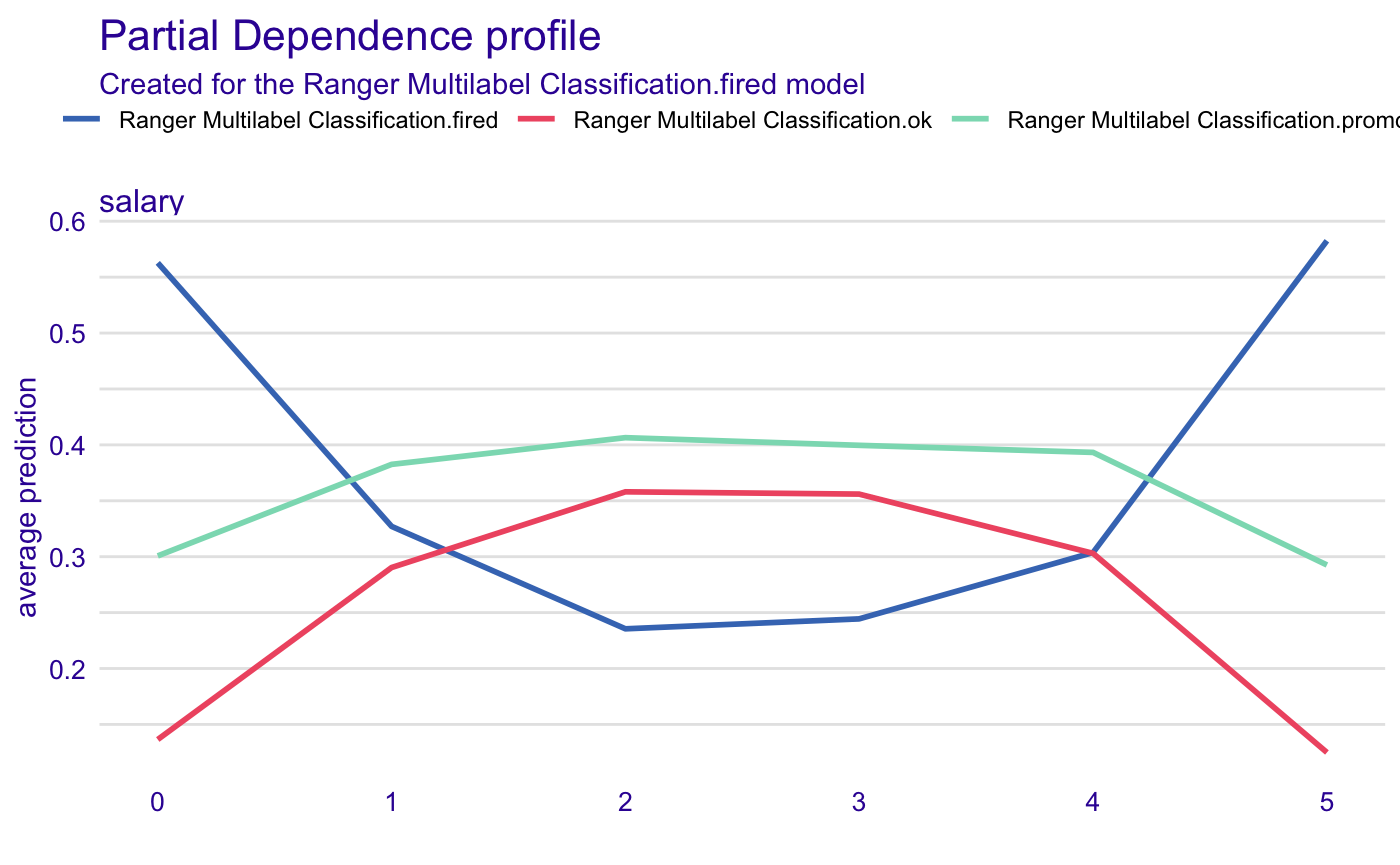 Partial Dependence profile
Created for the Ranger Multilabel Classification.fired model
Ranger Multilabel Classification.fired Ranger Multilabel Classification.ok Ranger Multilabel
salary
0.6
0.5
0.4
0.3
0.2
average prediction
0 1 2 3 4 5